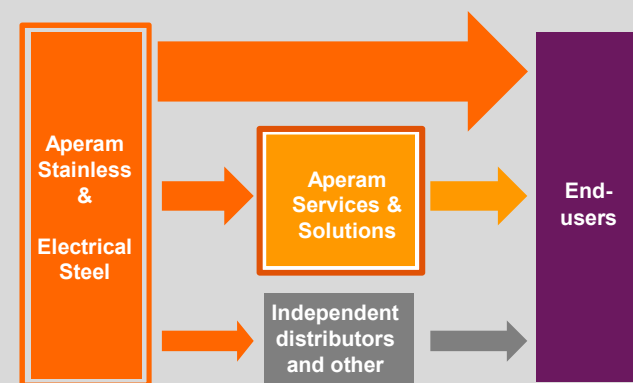 Aperam
Stainless
&
Electrical
Steel
Aperam
Services &
Solutions
Independent
distributors
and other
End-
users